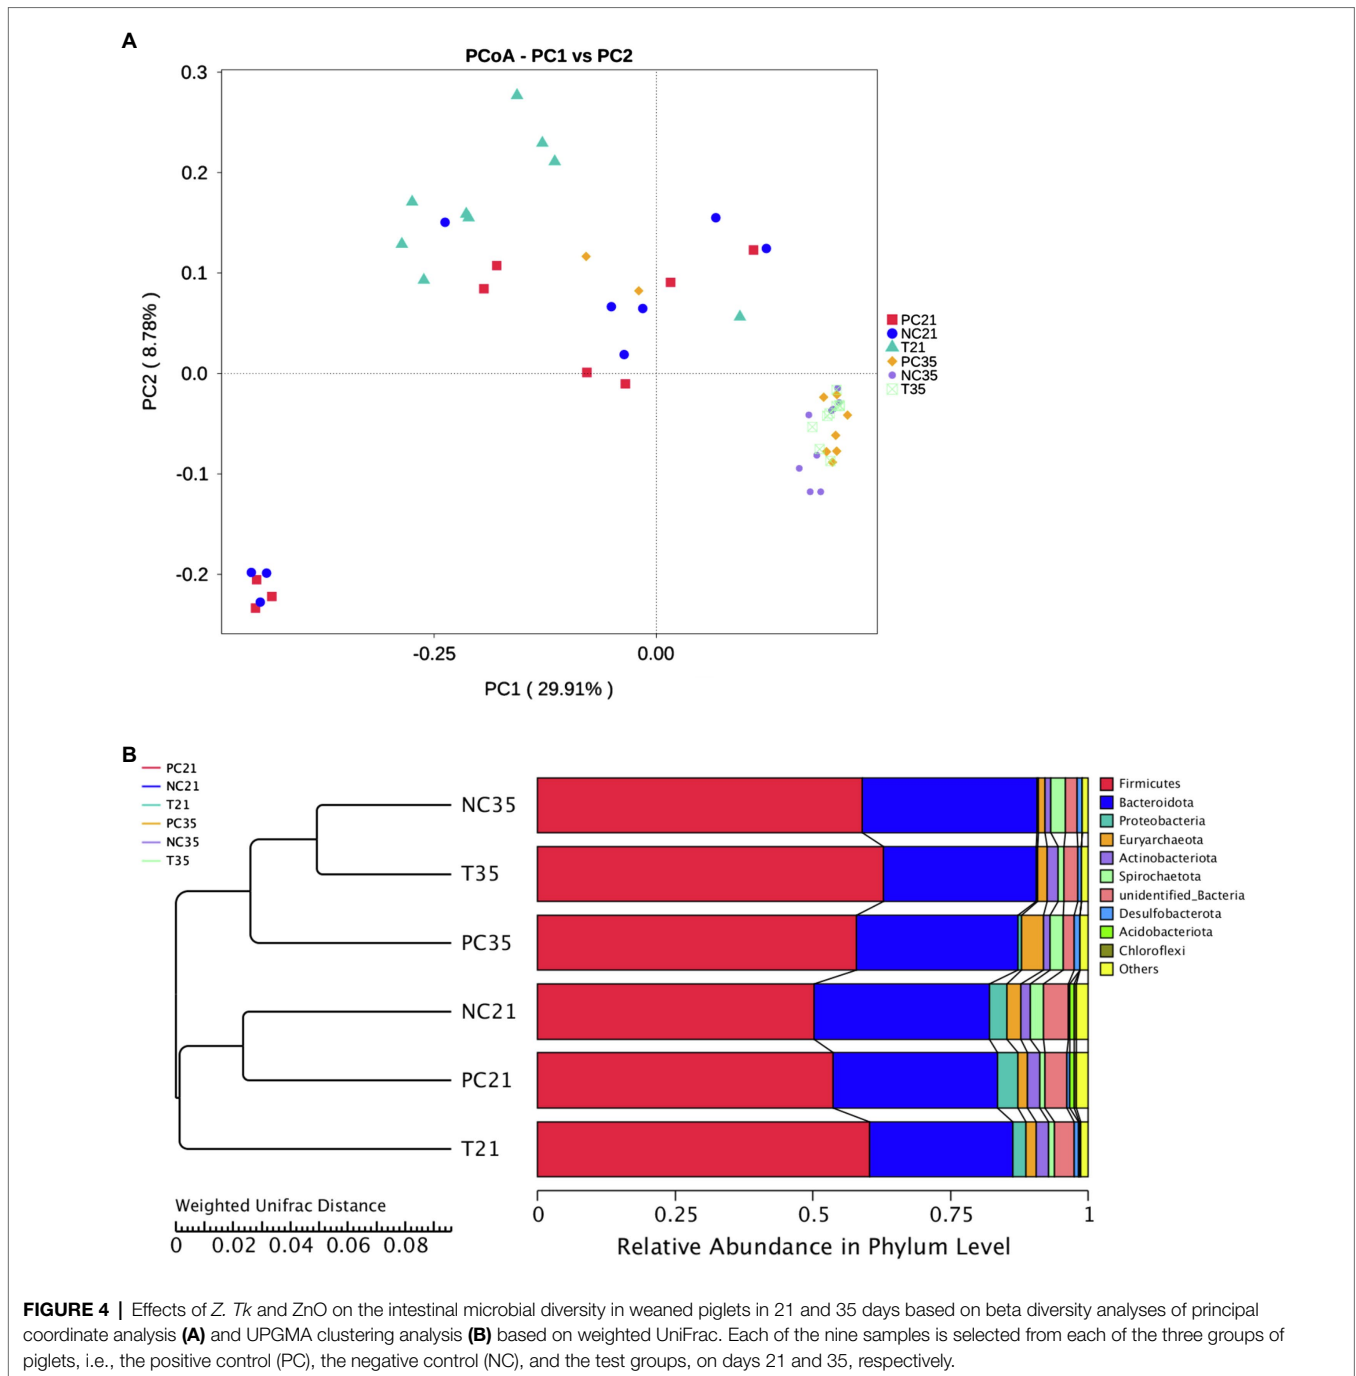 A
PCoA - PC1 vs PC2
0.3
0.2
0.1
0.0
-0.1
-0.2
PC2 ( 8.78% )
-0.25
0.00
PC1 ( 29.91% )
PC21
NC21
T21
PC35
NC35
T35
B
PC21
NC21
T21
PC35
NC35
T35
NC35
T35
PC35
NC21
PC21
T21
Weighted Unifrac Distance
0 0.02 0.04 0.06 0.08
0 0.25 0.5 0.75 1
Relative Abundance in Phylum Level
Firmicutes
Bacteroidota
Proteobacteria
Euryarchaeota
Actinobacteriota
Spirochaetota
unidentified_Bacteria
Desulfobacterota
Acidobacteriota
Chloroflexi
Others
FIGURE 4 | Effects of Z. Tk and ZnO on the intestinal microbial diversity in weaned piglets in 21 and 35 days based on beta diversity analyses of principal
coordinate analysis (A) and UPGMA clustering analysis (B) based on weighted UniFrac. Each of the nine samples is selected from each of the three groups of
piglets, i.e., the positive control (PC), the negative control (NC), and the test groups, on days 21 and 35, respectively.